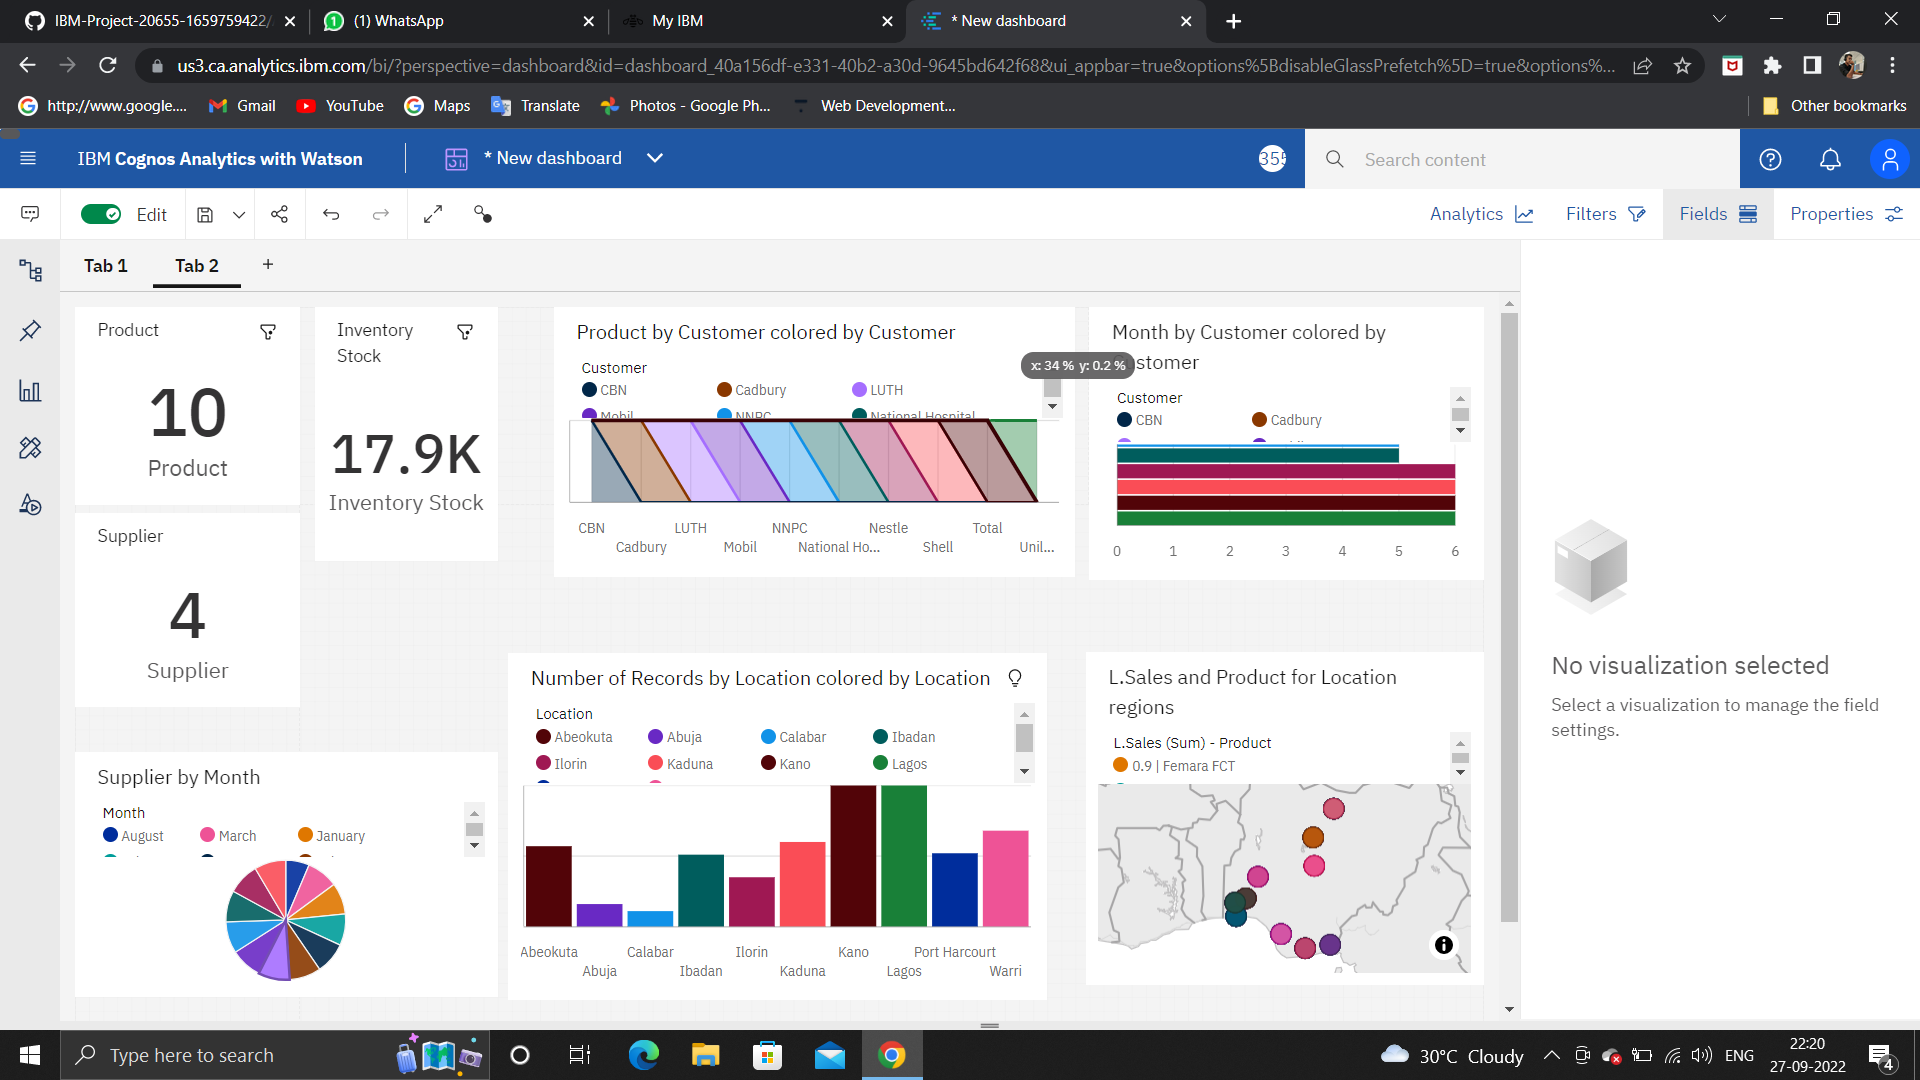 IBM-Project-20655-1659759422/
(1) WhatsApp
My IBM
* New dashboard
us3.ca.analytics.ibm.com/bi/?perspective=dashboard&id=dashboard_40a156df-e331-40b2-a30d-9645bd642f68&ui_appbar=true&options%5BdisableGlassPrefetch%5D=true&options%...
http://www.google....
Gmail
YouTube
Maps
Translate
Photos - Google Ph...
Web Development...
Other bookmarks
IBM Cognos Analytics with Watson
* New dashboard
Search content
Edit
Analytics
Filters
Fields
Properties
Tab 1
Tab 2
+
Product
10
Product
Inventory
Stock
17.9K
Inventory Stock
Supplier
4
Supplier
Product by Customer colored by Customer
Customer
CBN
Cadbury
LUTH
Mobil
NNPC
National Hospital
CBN
Cadbury
LUTH
Mobil
NNPC
National Ho...
Nestle
Shell
Total
Unil...
x: 34 % y: 0.2 %
Month by Customer colored by
Customer
CBN
Cadbury
0 1 2 3 4 5 6
Supplier by Month
Month
August
March
January
Number of Records by Location colored by Location
Location
Abeokuta
Abuja
Calabar
Ibadan
Ilorin
Kaduna
Kano
Lagos
Abeokuta
Abuja
Calabar
Ibadan
Ilorin
Kaduna
Kano
Lagos
Port Harcourt
Warri
L.Sales and Product for Location
regions
L.Sales (Sum) - Product
0.9 | Femara FCT
No visualization selected
Select a visualization to manage the field
settings.
Type here to search
30°C Cloudy
ENG
22:20
27-09-2022
4